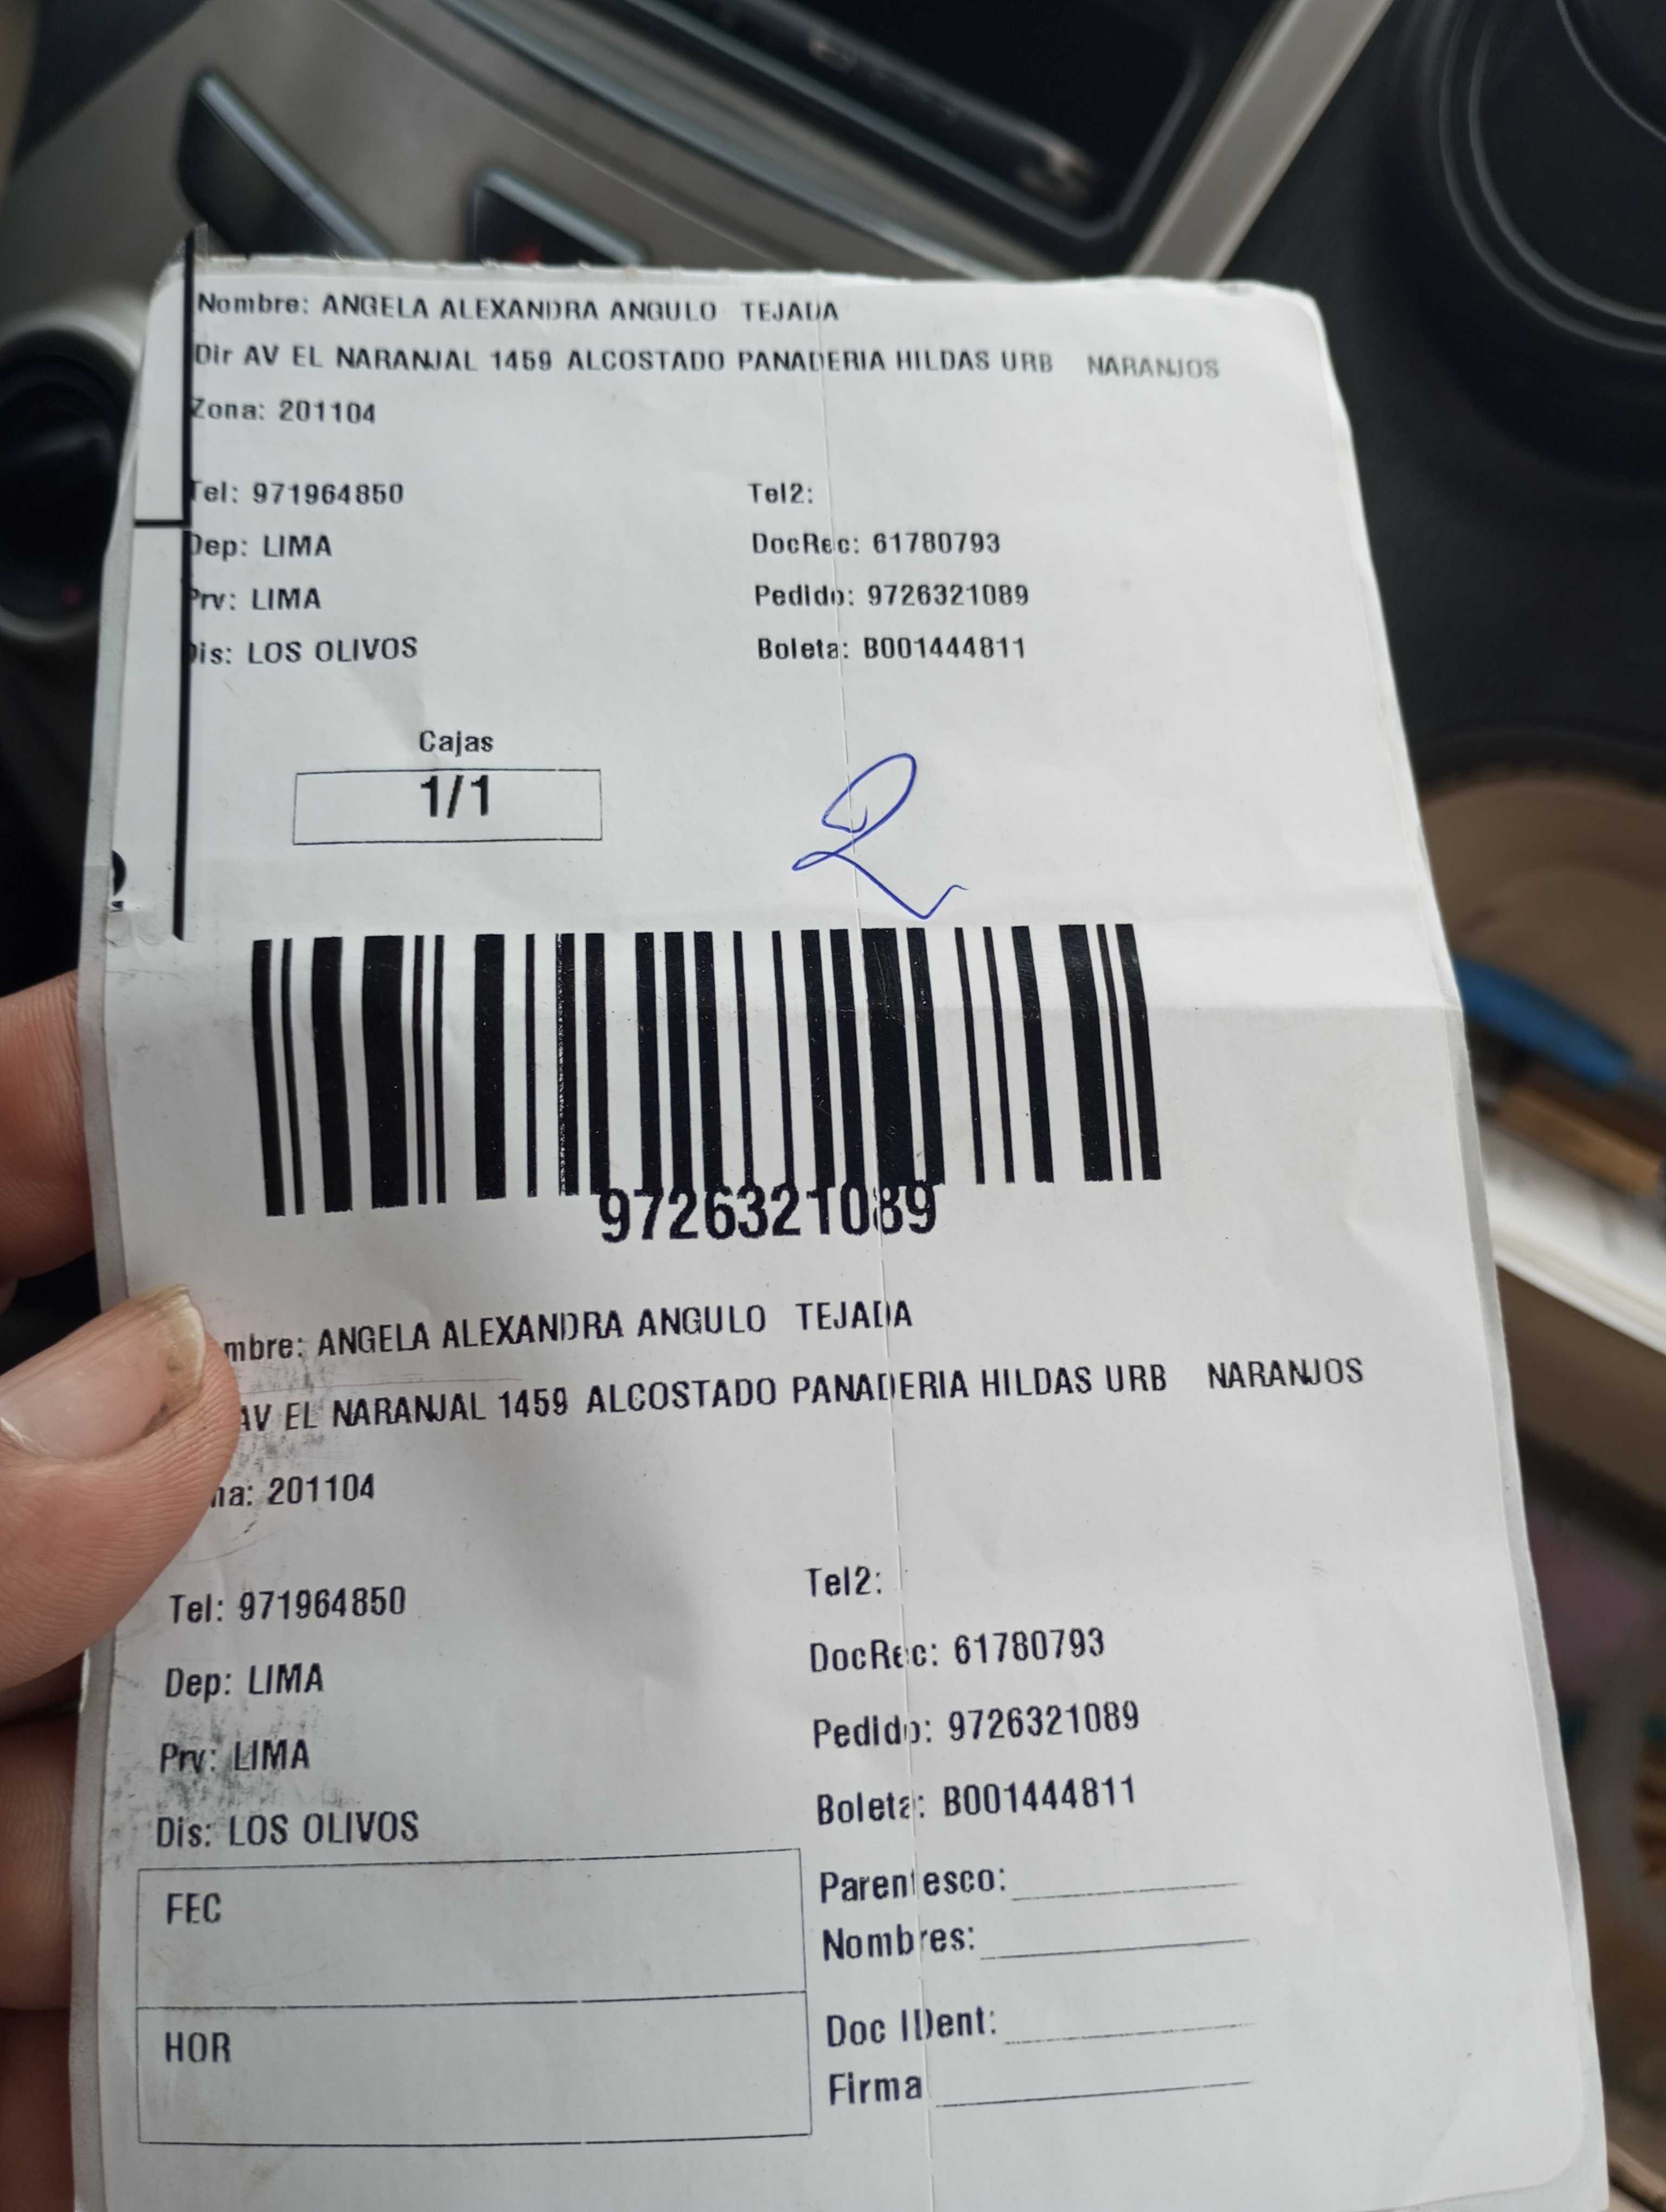 Nombre: ANGELA ALEXANDRA ANGULO TEJADA
Dir AV EL NARANJAL 1459 ALCOSTADO PANADERIA HILDAS URB NARANJOS
Zona: 201104
Tel: 971964850 Tel2:
Dep: LIMA DocRec: 61780793
Prv: LIMA Pedido: 9726321089
Dis: LOS OLIVOS Boleta: B001444811
Cajas
1/1
2
9726321089
mbre: ANGELA ALEXANDRA ANGULO TEJADA
AV EL NARANJAL 1459 ALCOSTADO PANADERIA HILDAS URB NARANJOS
na: 201104
Tel: 971964850 Tel2:
Dep: LIMA DocRec: 61780793
Prv: LIMA Pedido: 9726321089
Dis: LOS OLIVOS Boleta: B001444811
FEC
Parentesco:
Nombres:
HOR
Doc IDent:
Firma